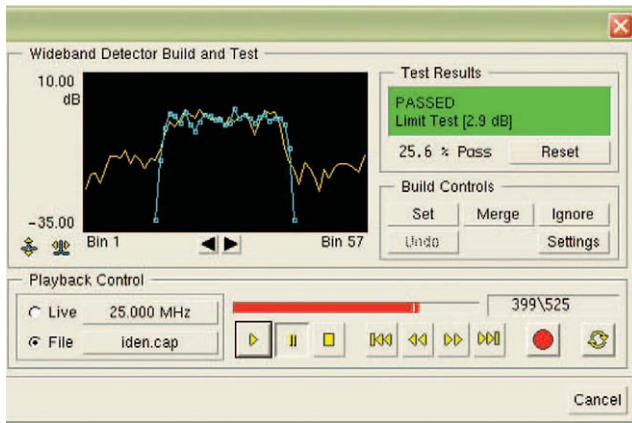 Wideband Detector Build and Test
10.00
dB
-35.00
Bin 1
Bin 57
Test Results
PASSED
Limit Test [2.9 dB]
25.6 % Pass
Reset
Build Controls
Set
Merge
Ignore
Undo
Settings
Playback Control
Live
25.000 MHz
399\525
File
iden.cap
Cancel